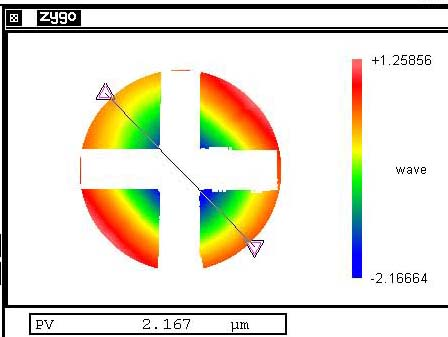 zygo
+1.25856
wave
-2.16664
PV 2.167 µm